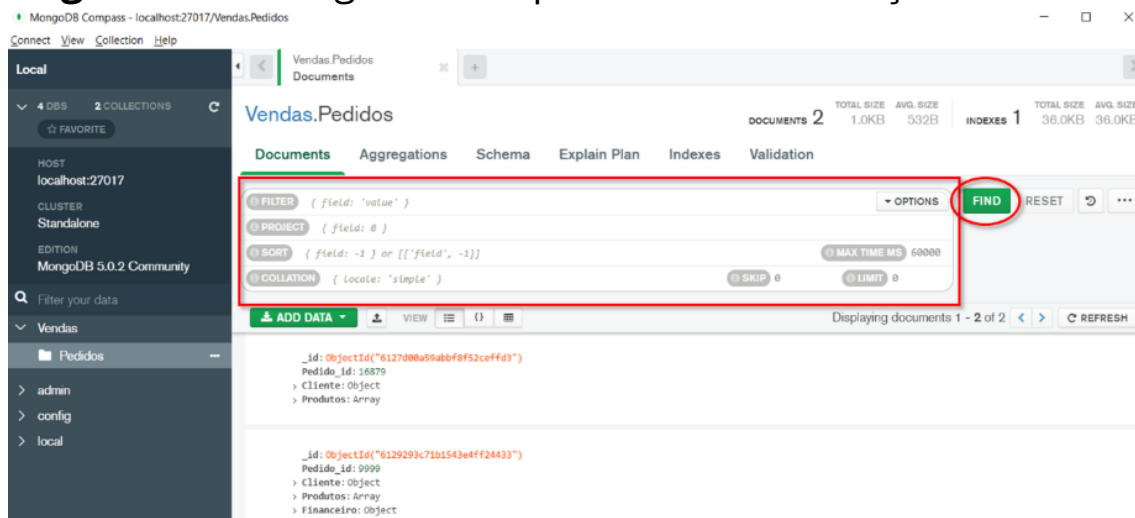 MongoDB Compass - localhost:27017/Vendas.Pedidos
Connect View Collection Help
Local
Vendas.Pedidos
Documents
4 DBS 2 COLLECTIONS
FAVORITE
Vendas.Pedidos
DOCUMENTS 2 TOTAL SIZE 1.0KB AVG. SIZE 532B INDEXES 1 TOTAL SIZE 36.0KB AVG. SIZE 36.0KB
HOST
localhost:27017
CLUSTER
Standalone
EDITION
MongoDB 5.0.2 Community
Filter your data
Vendas
Pedidos
admin
config
local
Documents Aggregations Schema Explain Plan Indexes Validation
FILTER { field: 'value' } OPTIONS FIND RESET
PROJECT { field: 0 }
SORT { field: -1 } or [['field', -1]] MAX TIME MS 60000
COLLATION { locale: 'simple' } SKIP 0 LIMIT 0
ADD DATA VIEW {} Displaying documents 1 - 2 of 2 < > REFRESH
_id: ObjectId("6127d00a59abbf8f52ceffd3")
Pedido_id: 16879
> Cliente: Object
> Produtos: Array
_id: ObjectId("6129293c71b1543e4ff24433")
Pedido_id: 9999
> Cliente: Object
> Produtos: Array
> Financeiro: Object